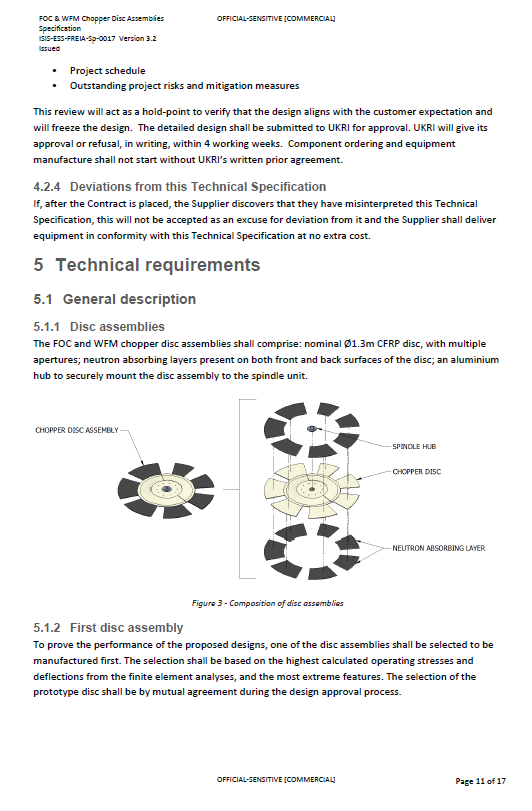 FOC & WFM Chopper Disc Assemblies
OFFICIAL-SENSITIVE [COMMERCIAL]
Specification
ISIS-ESS-FREIA-Sp-0017 Version 3.2
Issued
• Project schedule
• Outstanding project risks and mitigation measures
This review will act as a hold-point to verify that the design aligns with the customer expectation and
will freeze the design. The detailed design shall be submitted to UKRI for approval. UKRI will give its
approval or refusal, in writing, within 4 working weeks. Component ordering and equipment
manufacture shall not start without UKRI's written prior agreement.
4.2.4 Deviations from this Technical Specification
If, after the Contract is placed, the Supplier discovers that they have misinterpreted this Technical
Specification, this will not be accepted as an excuse for deviation from it and the Supplier shall deliver
equipment in conformity with this Technical Specification at no extra cost.
5 Technical requirements
5.1 General description
5.1.1 Disc assemblies
The FOC and WFM chopper disc assemblies shall comprise: nominal Ø1.3m CFRP disc, with multiple
apertures; neutron absorbing layers present on both front and back surfaces of the disc; an aluminium
hub to securely mount the disc assembly to the spindle unit.
CHOPPER DISC ASSEMBLY
SPINDLE HUB
CHOPPER DISC
NEUTRON ABSORBING LAYER
Figure 3 - Composition of disc assemblies
5.1.2 First disc assembly
To prove the performance of the proposed designs, one of the disc assemblies shall be selected to be
manufactured first. The selection shall be based on the highest calculated operating stresses and
deflections from the finite element analyses, and the most extreme features. The selection of the
prototype disc shall be by mutual agreement during the design approval process.
OFFICIAL-SENSITIVE [COMMERCIAL]
Page 11 of 17